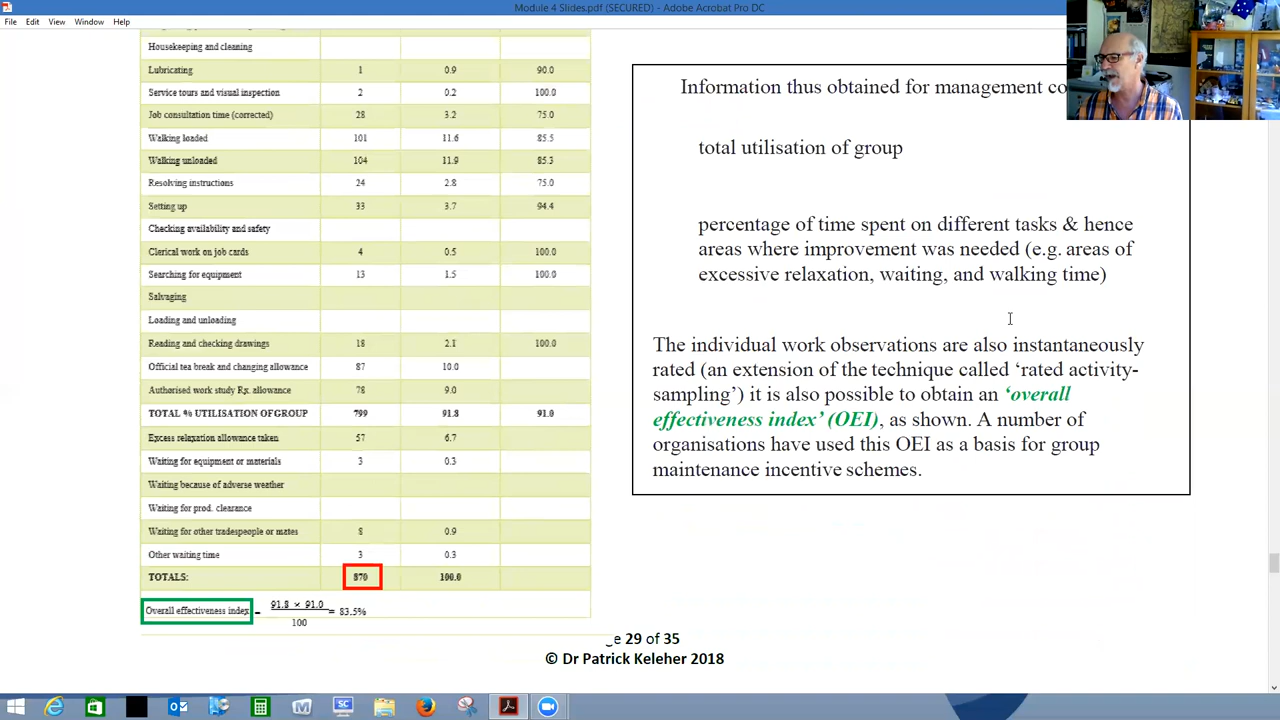 Module 4 Slides.pdf (SECURED) - Adobe Acrobat Pro DC
File Edit View Window Help
Housekeeping and cleaning
Lubricating 1 0.9 90.0
Service tours and visual inspection 2 0.2 100.0
Job consultation time (corrected) 28 3.2 75.0
Walking loaded 101 11.6 85.5
Walking unloaded 104 11.9 85.3
Resolving instructions 24 2.8 75.0
Setting up 33 3.7 94.4
Checking availability and safety
Clerical work on job cards 4 0.5 100.0
Searching for equipment 13 1.5 100.0
Salvaging
Loading and unloading
Reading and checking drawings 18 2.1 100.0
Official tea break and changing allowance 87 10.0
Authorised work study Rx. allowance 78 9.0
TOTAL % UTILISATION OF GROUP 799 91.8 91.0
Excess relaxation allowance taken 57 6.7
Waiting for equipment or materials 3 0.3
Waiting because of adverse weather
Waiting for prod. clearance
Waiting for other tradespeople or mates 8 0.9
Other waiting time 3 0.3
TOTALS: 870 100.0
Overall effectiveness index = 91.8 × 91.0 = 83.5%
100
Information thus obtained for management co
total utilisation of group
percentage of time spent on different tasks & hence
areas where improvement was needed (e.g. areas of
excessive relaxation, waiting, and walking time)
The individual work observations are also instantaneously
rated (an extension of the technique called ‘rated activity-
sampling’) it is also possible to obtain an ‘overall
effectiveness index’ (OEI), as shown. A number of
organisations have used this OEI as a basis for group
maintenance incentive schemes.
ge 29 of 35
© Dr Patrick Keleher 2018